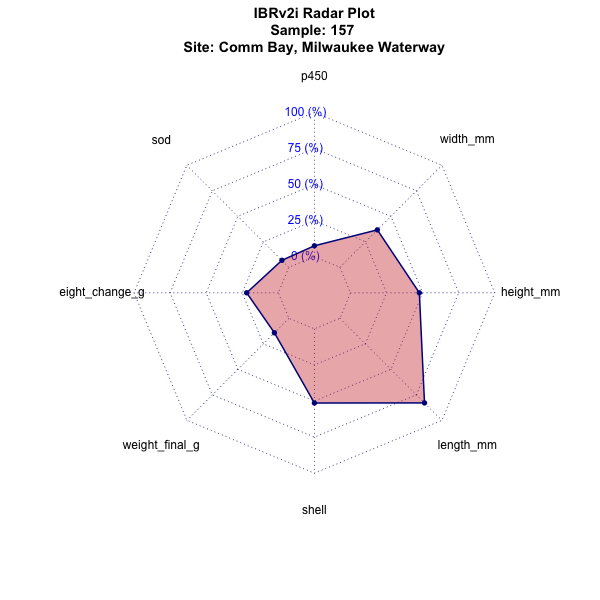 IBRv2i Radar Plot
Sample: 157
Site: Comm Bay, Milwaukee Waterway
p450
100 (%)
sod
width_mm
75 (%)
50 (%)
25 (%)
0 (%)
eight_change_g
height_mm
weight_final_g
length_mm
shell